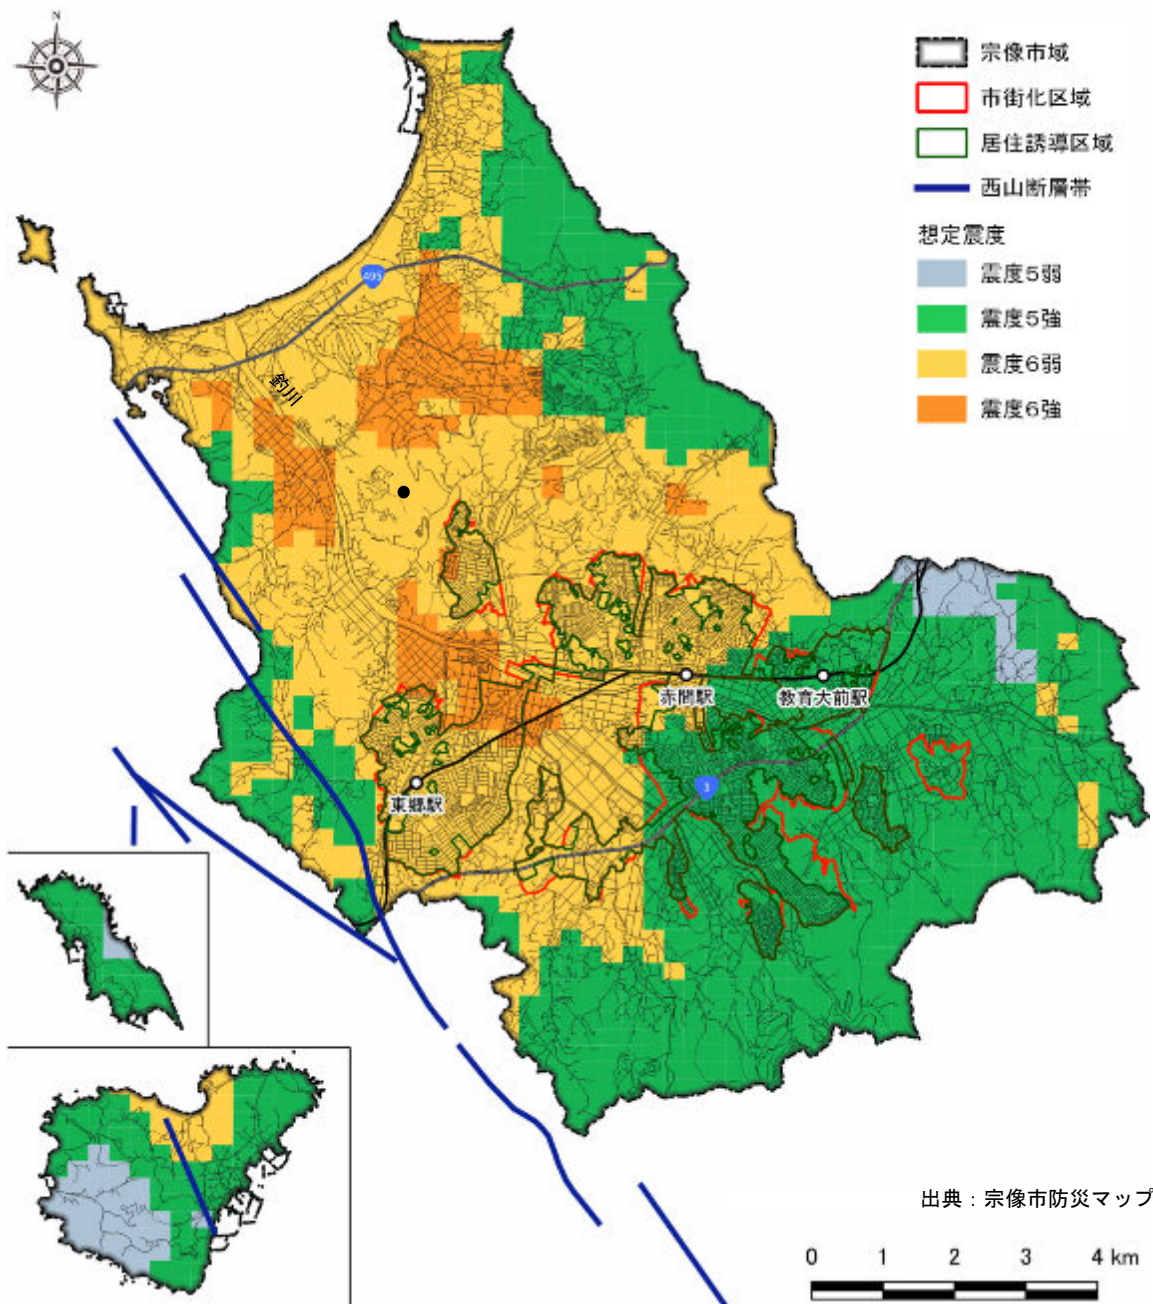 N
宗像市域
市街化区域
居住誘導区域
西山断層帯
想定震度
震度5弱
震度5強
震度6弱
震度6強
495
釣川
赤間駅
教育大前駅
3
東郷駅
出典：宗像市防災マップ
0 1 2 3 4 km